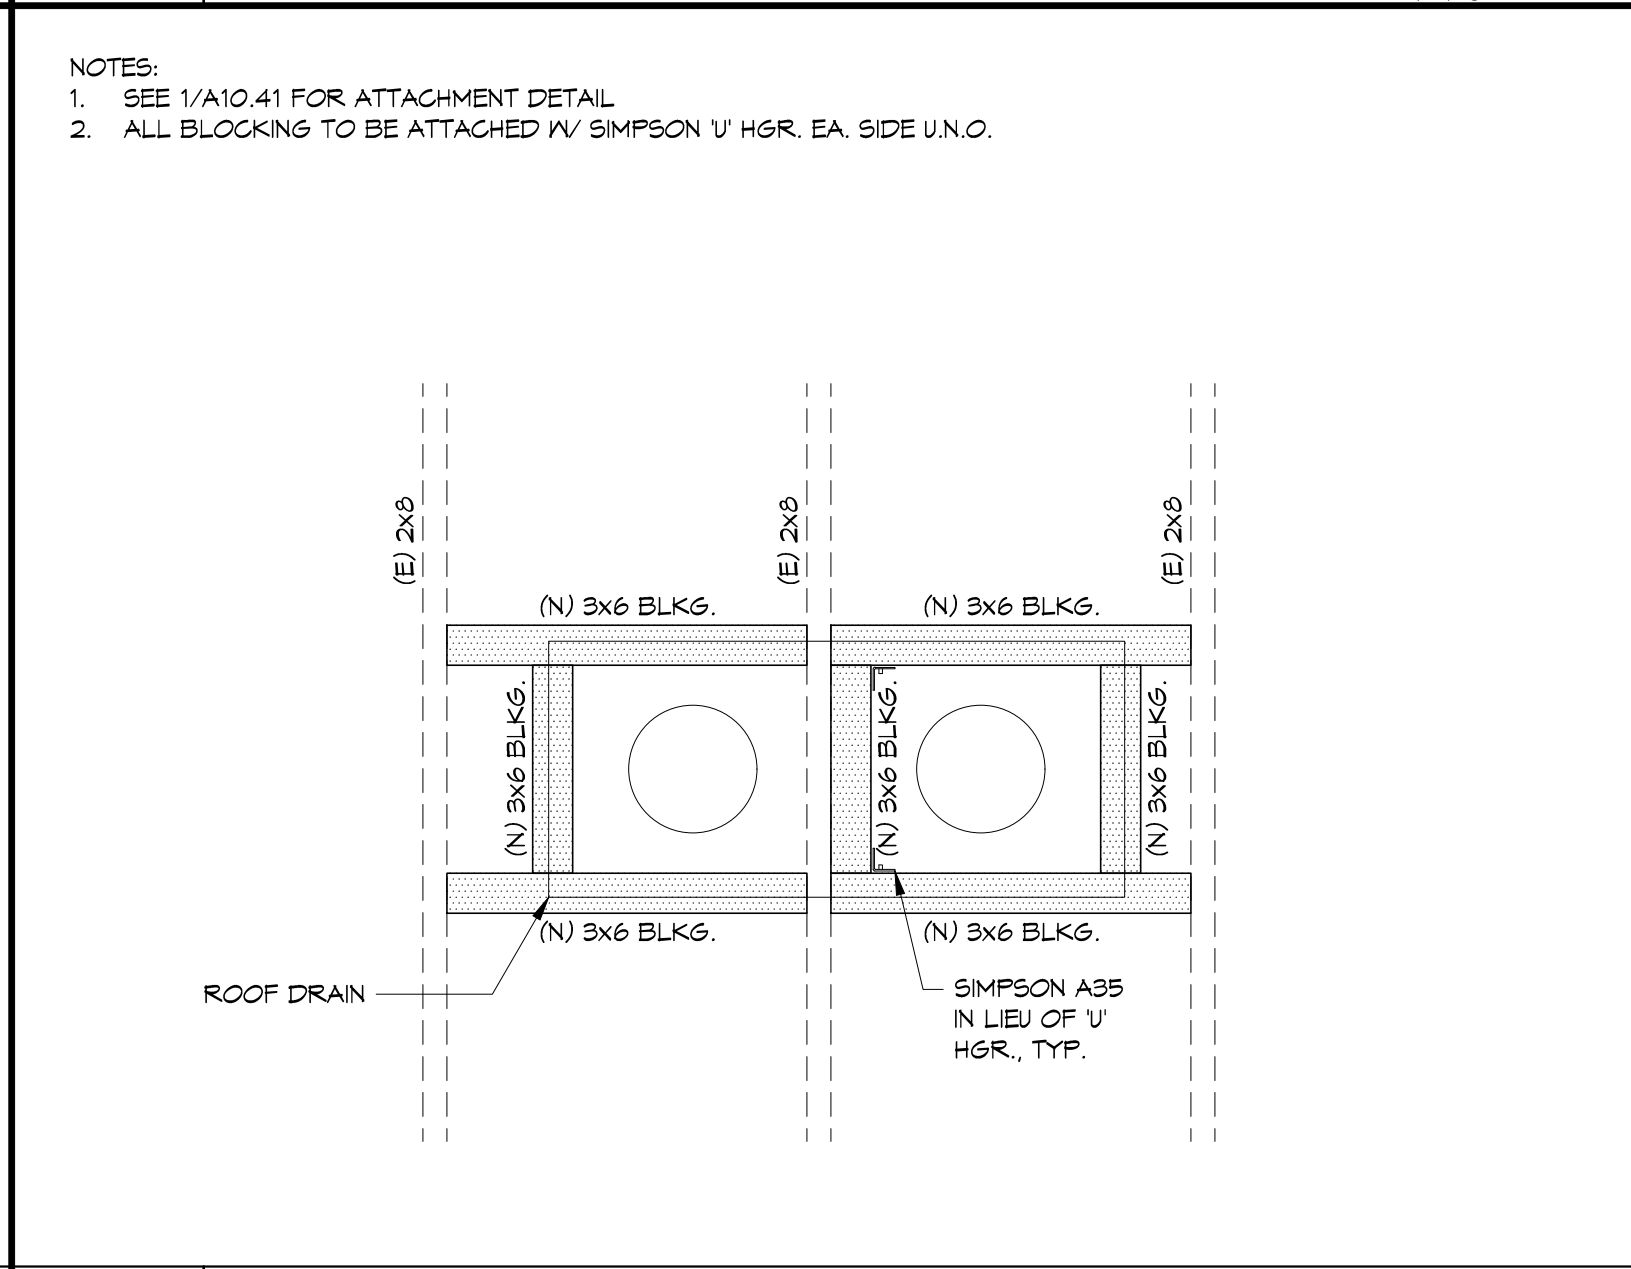 NOTES:
1. SEE 1/A10.41 FOR ATTACHMENT DETAIL
2. ALL BLOCKING TO BE ATTACHED W/ SIMPSON 'U' HGR. EA. SIDE U.N.O.
(E) 2x8
(E) 2x8
(E) 2x8
(N) 3x6 BLKG.
(N) 3x6 BLKG.
(N) 3x6 BLKG.
(N) 3x6 BLKG.
(N) 3x6 BLKG.
(N) 3x6 BLKG.
(N) 3x6 BLKG.
ROOF DRAIN
SIMPSON A35
IN LIEU OF 'U'
HGR., TYP.